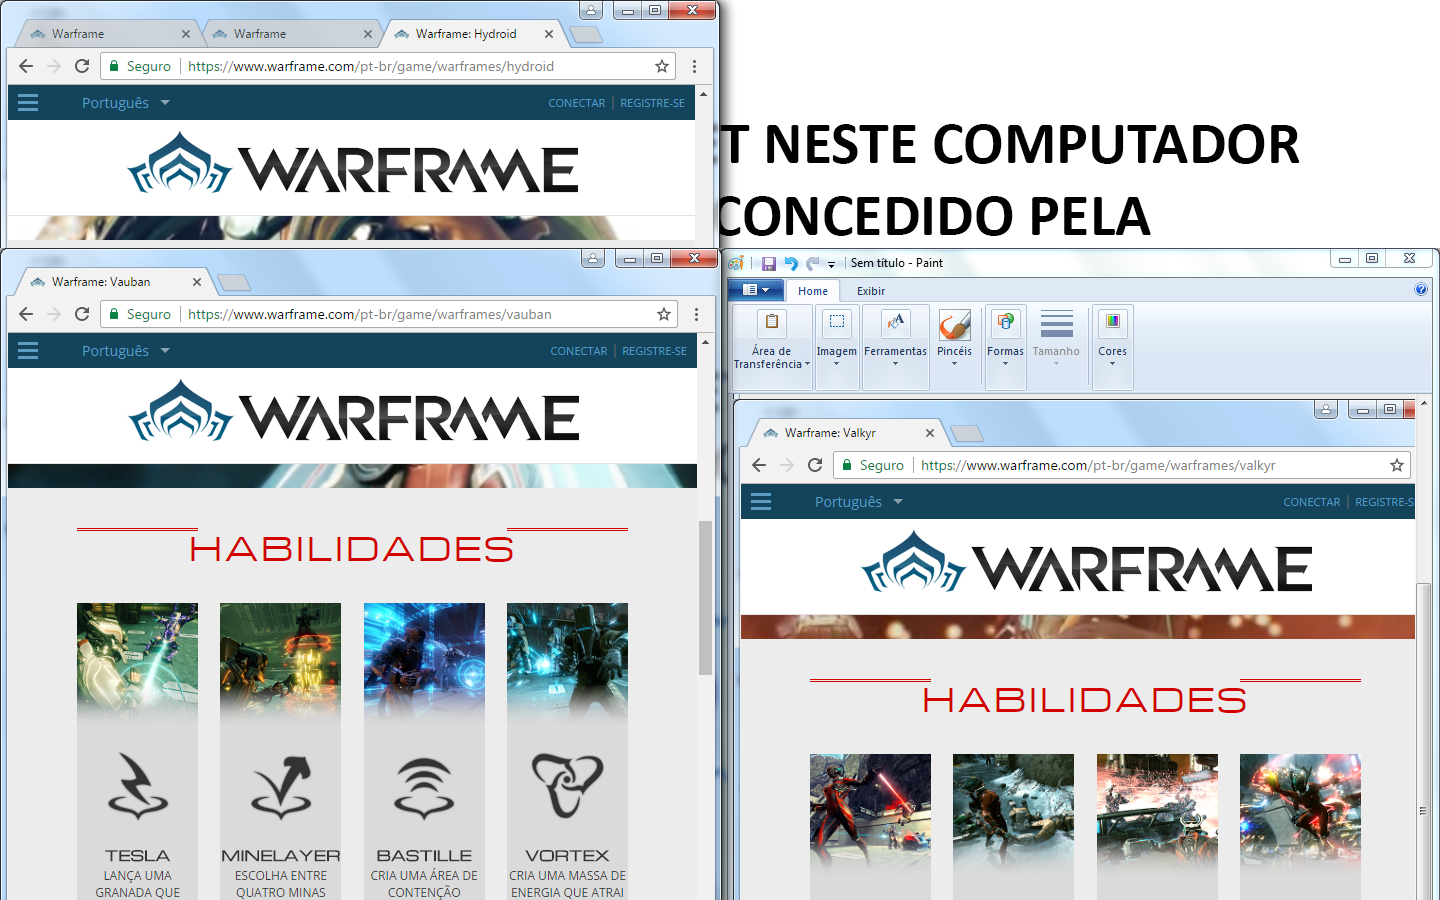 Warframe
Warframe
Warframe: Hydroid
Seguro
https://www.warframe.com/pt-br/game/warframes/hydroid
Português
CONECTAR
REGISTRE-SE
WARFRAME
T NESTE COMPUTADOR
CONCEDIDO PELA
Warframe: Vauban
Seguro
https://www.warframe.com/pt-br/game/warframes/vauban
Português
CONECTAR
REGISTRE-SE
WARFRAME
HABILIDADES
TESLA
LANÇA UMA
GRANADA QUE
MINELAYER
ESCOLHA ENTRE
QUATRO MINAS
BASTILLE
CRIA UMA ÁREA DE
CONTENÇÃO
VORTEX
CRIA UMA MASSA DE
ENERGIA QUE ATRAI
Sem título - Paint
Home
Exibir
Área de
Transferência
Imagem
Ferramentas
Pincéis
Formas
Tamanho
Cores
Warframe: Valkyr
Seguro
https://www.warframe.com/pt-br/game/warframes/valkyr
Português
CONECTAR
REGISTRE-S
WARFRAME
HABILIDADES